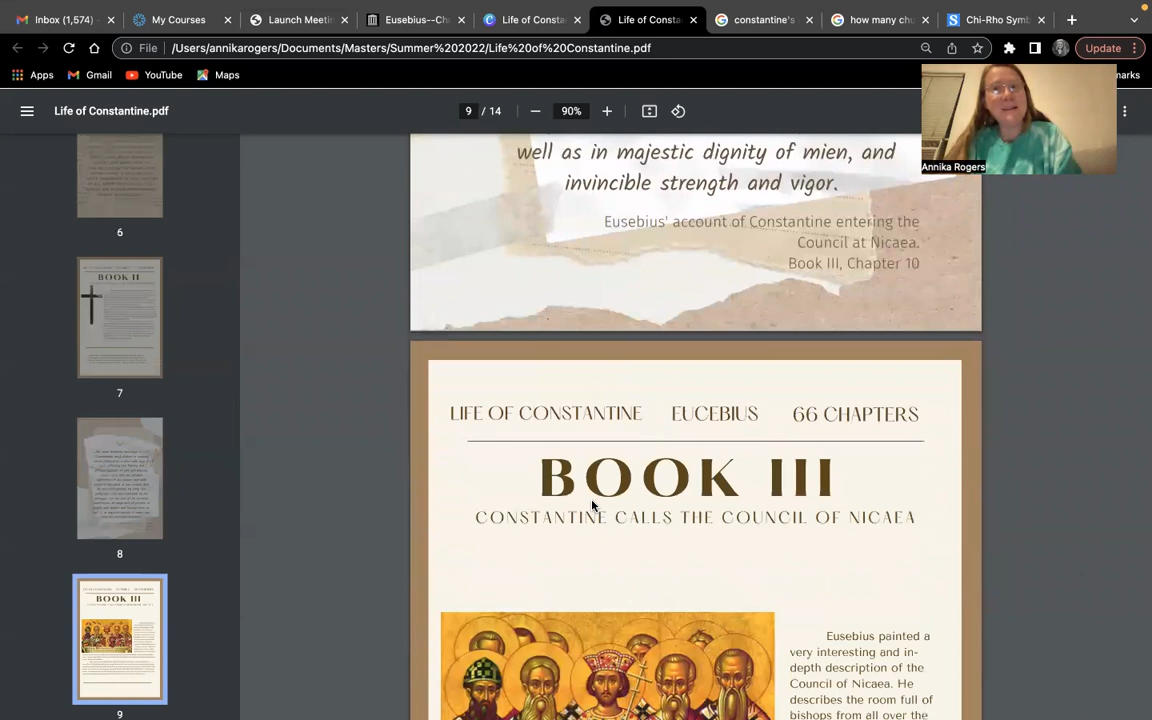 Inbox (1,574)
My Courses
Launch Meeti
Eusebius--Ch
Life of Consta
Life of Consta
constantine's
how many chu
Chi-Rho Symb
File /Users/annikarogers/Documents/Masters/Summer%202022/Life%20of%20Constantine.pdf
Update
Apps Gmail YouTube Maps
marks
Life of Constantine.pdf
9 / 14
90%
Annika Rogers
well as in majestic dignity of mien, and
invincible strength and vigor.
Eusebius' account of Constantine entering the
Council at Nicaea.
Book III, Chapter 10
6
BOOK II
7
8
BOOK III
9
LIFE OF CONSTANTINE EUCEBIUS 66 CHAPTERS
BOOK III
CONSTANTINE CALLS THE COUNCIL OF NICAEA
Eusebius painted a
very interesting and in-
depth description of the
Council of Nicaea. He
describes the room full of
bishops from all over the